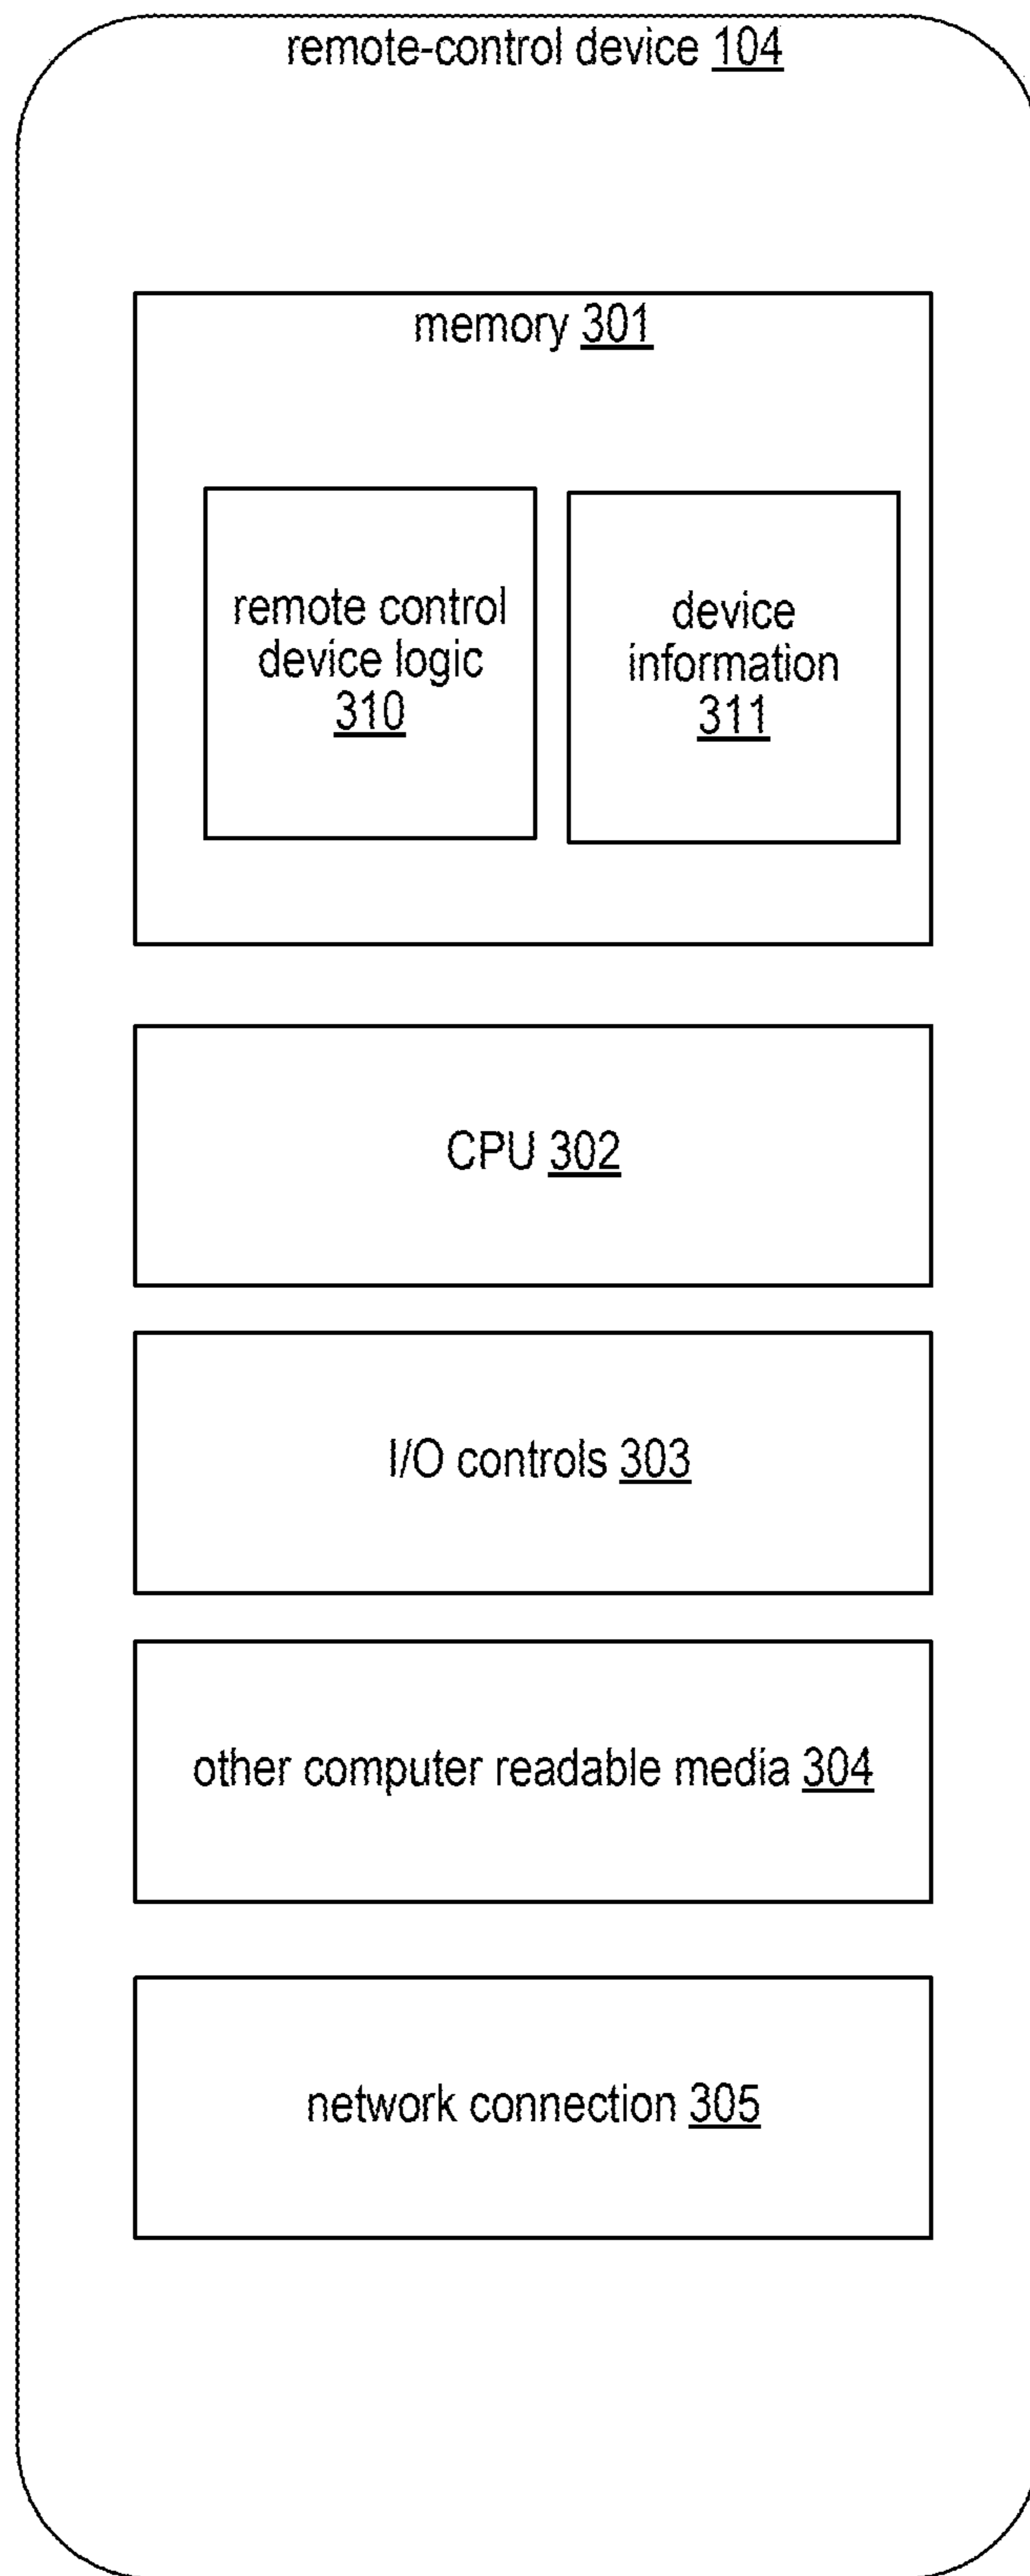 remote-control device 104
memory 301
remote control
device logic
310
device
information
311
CPU 302
I/O controls 303
other computer readable media 304
network connection 305